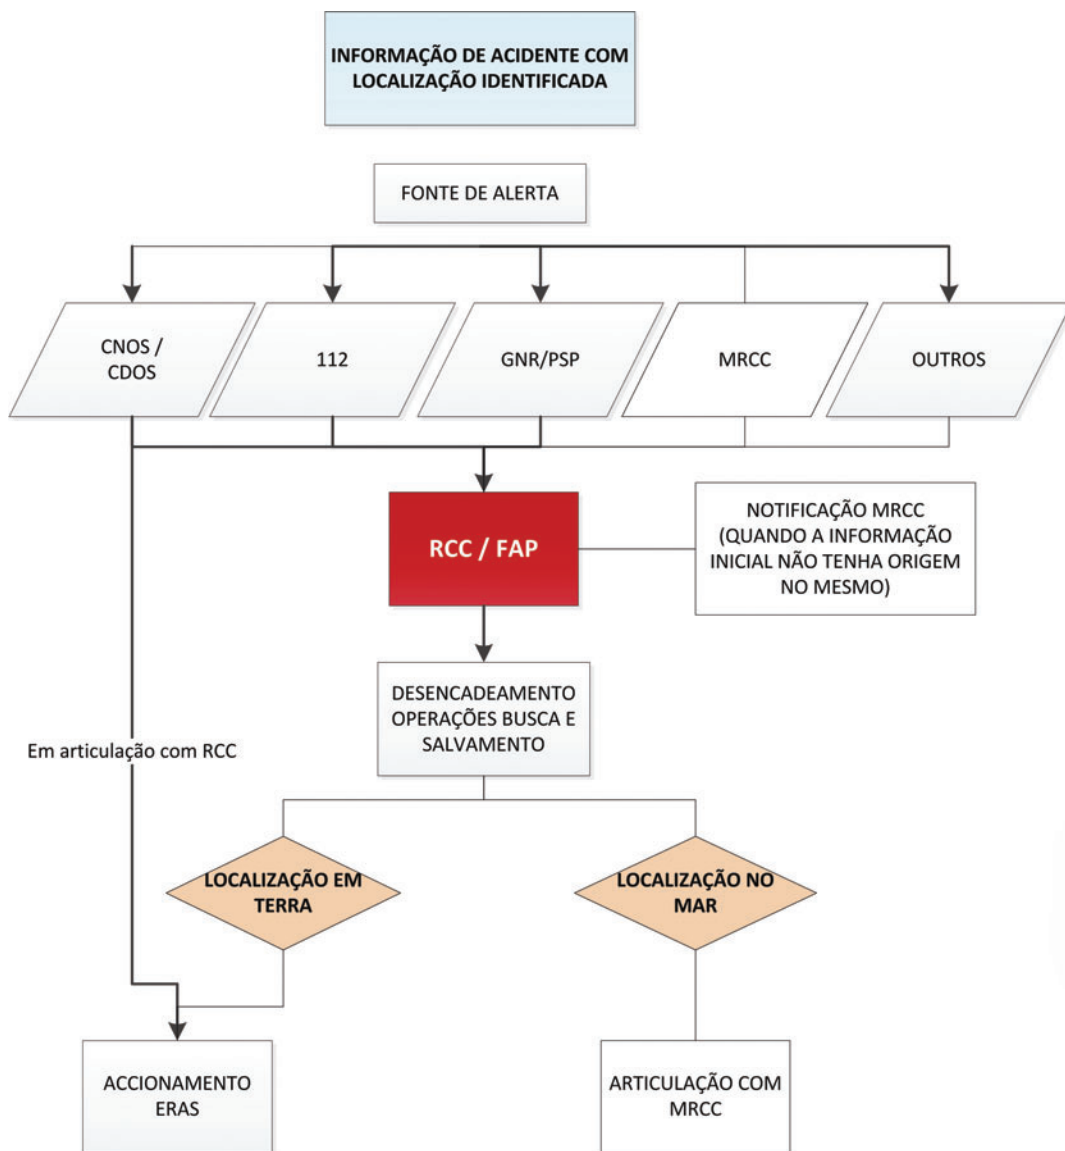 INFORMAÇÃO DE ACIDENTE COM
LOCALIZAÇÃO IDENTIFICADA
FONTE DE ALERTA
CNOS /
CDOS
112
GNR/PSP
MRCC
OUTROS
RCC / FAP
NOTIFICAÇÃO MRCC
(QUANDO A INFORMAÇÃO
INICIAL NÃO TENHA ORIGEM
NO MESMO)
DESENCADEAMENTO
OPERAÇÕES BUSCA E
SALVAMENTO
Em articulação com RCC
LOCALIZAÇÃO EM
TERRA
LOCALIZAÇÃO NO
MAR
ACCIONAMENTO
ERAS
ARTICULAÇÃO COM
MRCC